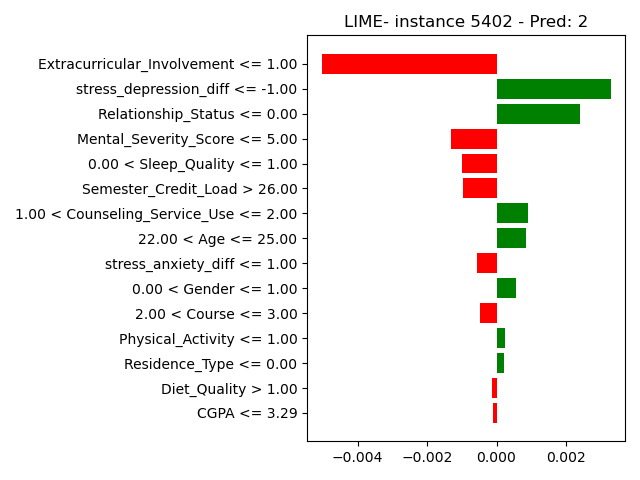 LIME- instance 5402 - Pred: 2
Extracurricular_Involvement <= 1.00
stress_depression_diff <= -1.00
Relationship_Status <= 0.00
Mental_Severity_Score <= 5.00
0.00 < Sleep_Quality <= 1.00
Semester_Credit_Load > 26.00
1.00 < Counseling_Service_Use <= 2.00
22.00 < Age <= 25.00
stress_anxiety_diff <= 1.00
0.00 < Gender <= 1.00
2.00 < Course <= 3.00
Physical_Activity <= 1.00
Residence_Type <= 0.00
Diet_Quality > 1.00
CGPA <= 3.29
−0.004 −0.002 0.000 0.002